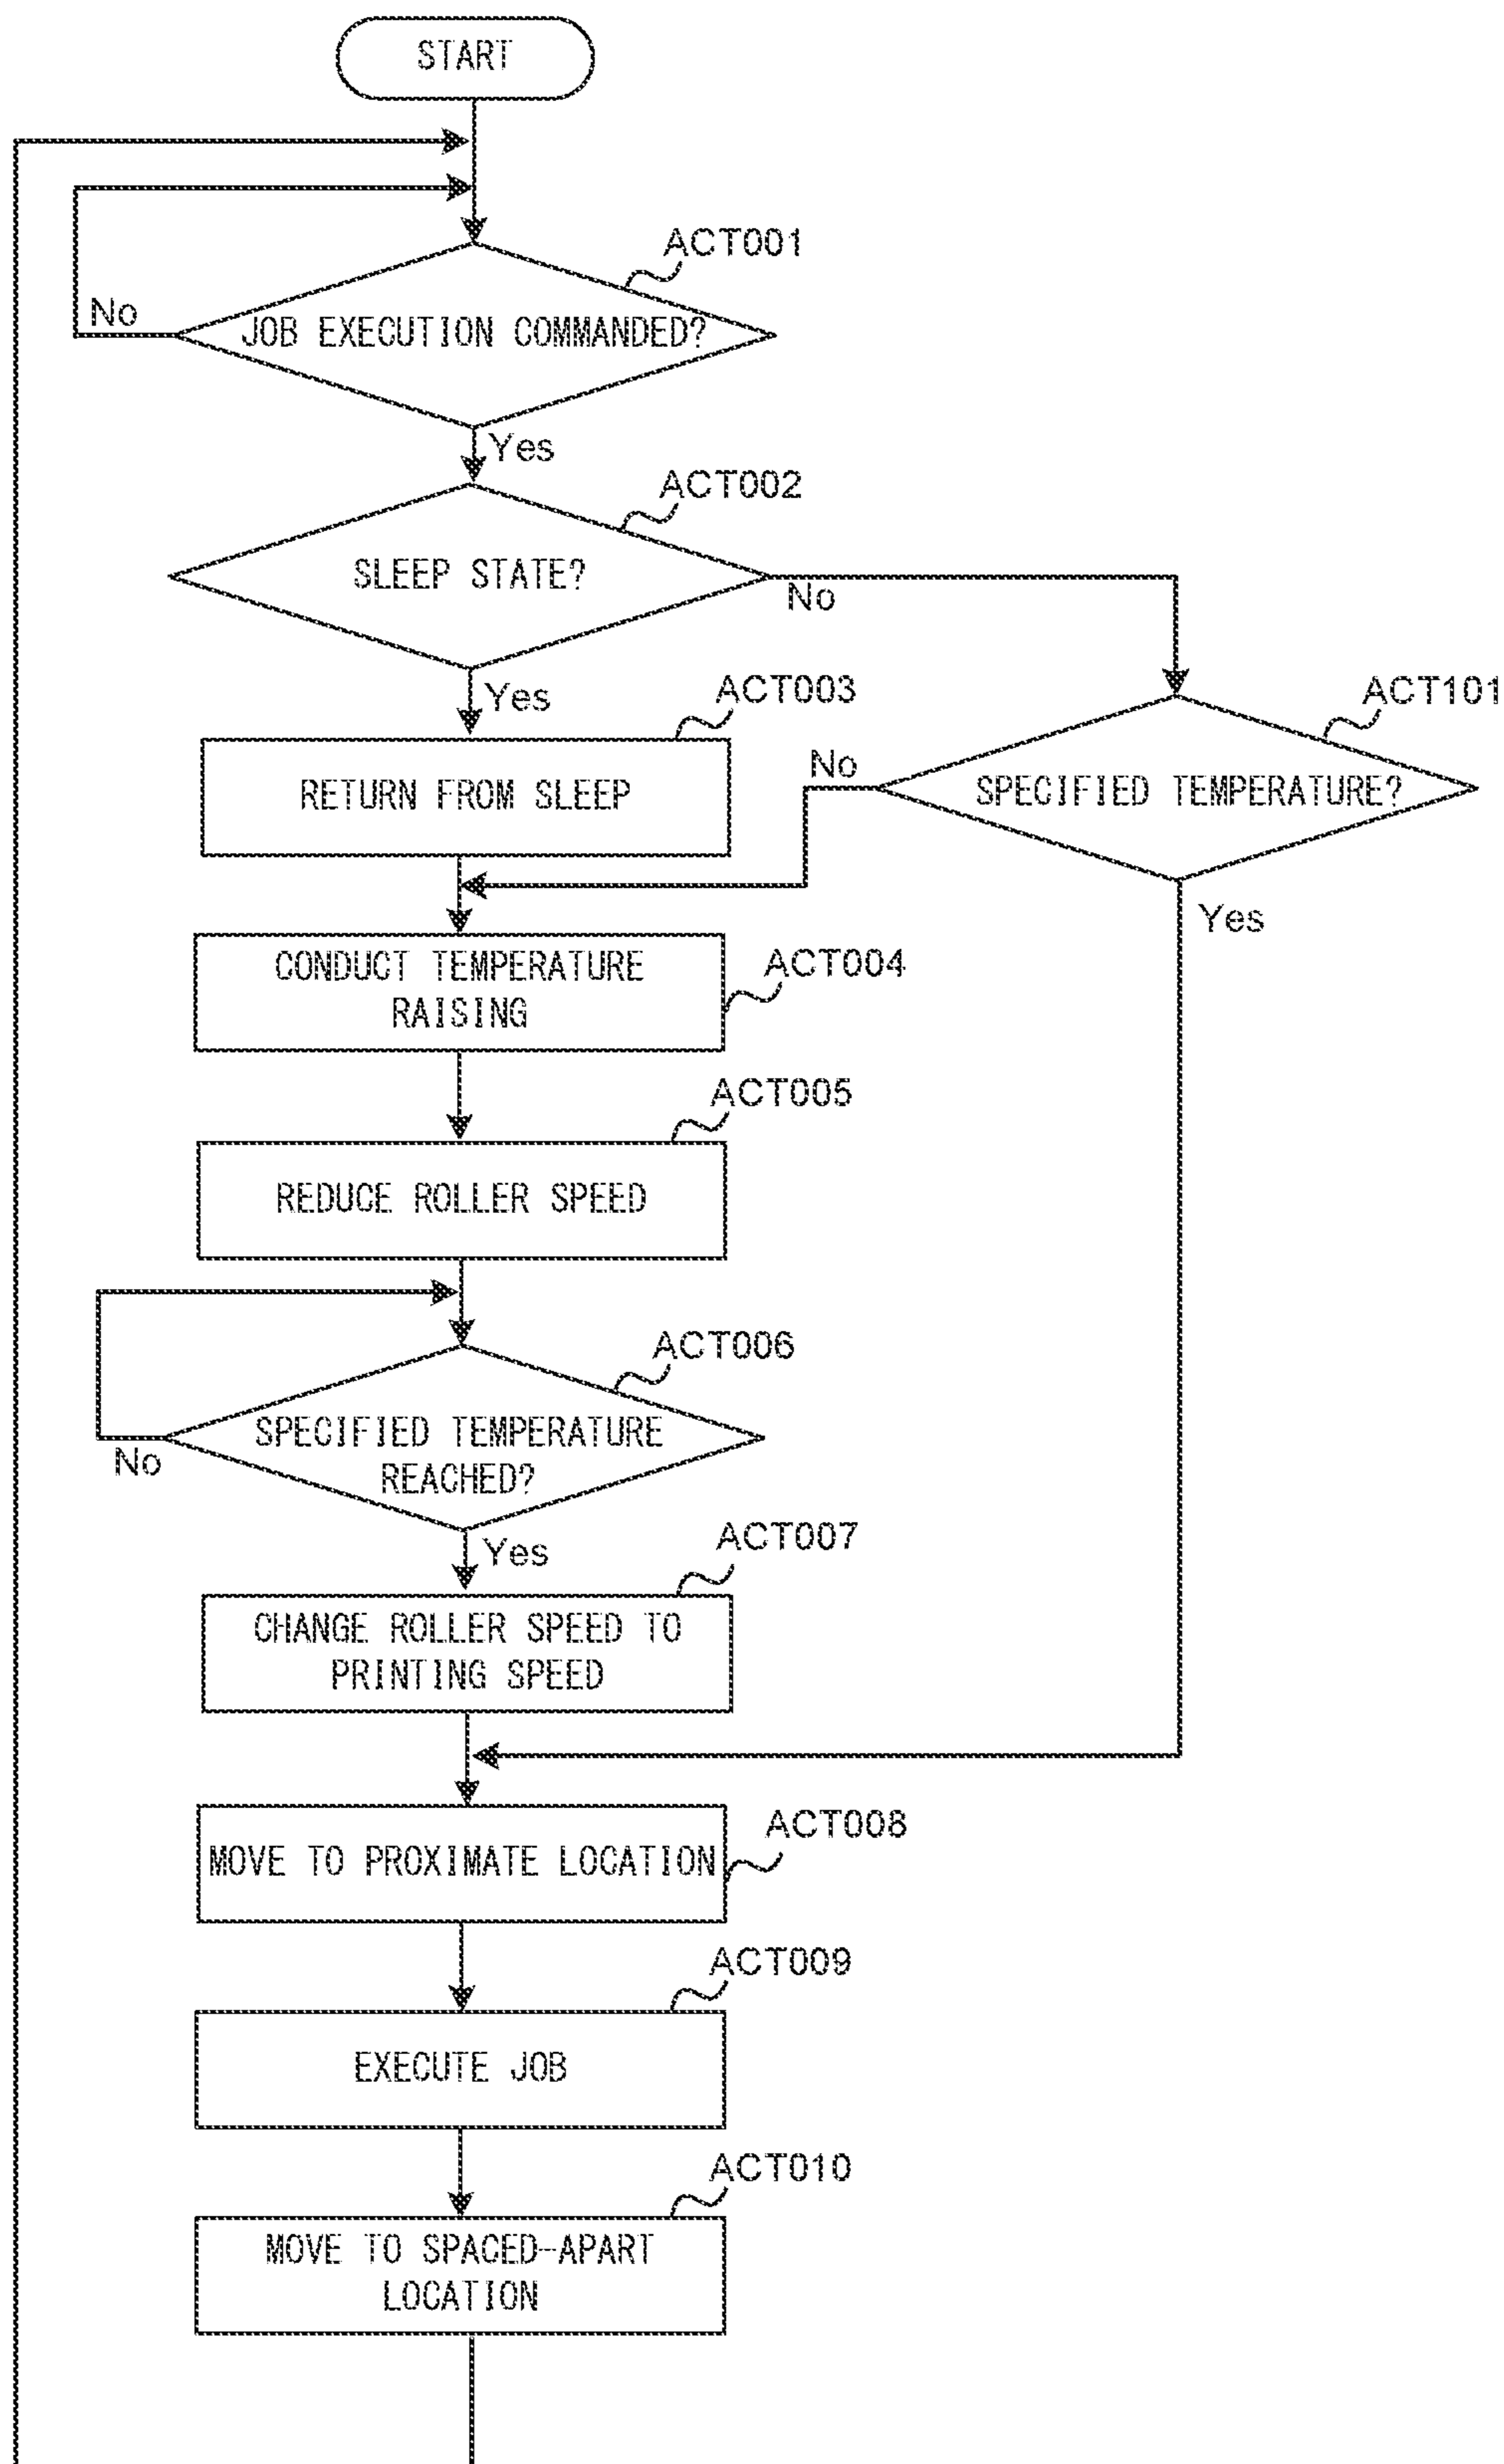 START
ACT001
No
JOB EXECUTION COMMANDED?
Yes
ACT002
SLEEP STATE?
No
Yes
ACT003
ACT101
RETURN FROM SLEEP
No
SPECIFIED TEMPERATURE?
Yes
CONDUCT TEMPERATURE
RAISING
ACT004
ACT005
REDUCE ROLLER SPEED
ACT006
SPECIFIED TEMPERATURE
REACHED?
No
Yes
ACT007
CHANGE ROLLER SPEED TO
PRINTING SPEED
ACT008
MOVE TO PROXIMATE LOCATION
ACT009
EXECUTE JOB
ACT010
MOVE TO SPACED-APART
LOCATION